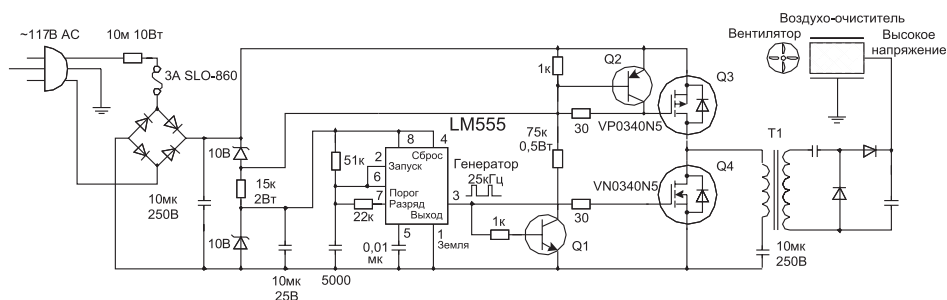 ~117В AC
10м 10Вт
3A SLO-860
10мк
250В
10В
15к
2Вт
10В
10мк
25В
51к
22к
5000
0,01
мк
LM555
8
4
2
6
7
3
5
1
Сброс
Запуск
Порог
Разряд
Выход
Земля
Генератор
25кГц
1к
Q1
1к
75к
0,5Вт
Q2
30
VP0340N5
Q3
30
VN0340N5
Q4
T1
10мк
250В
Воздухо-очиститель
Вентилятор
Высокое
напряжение